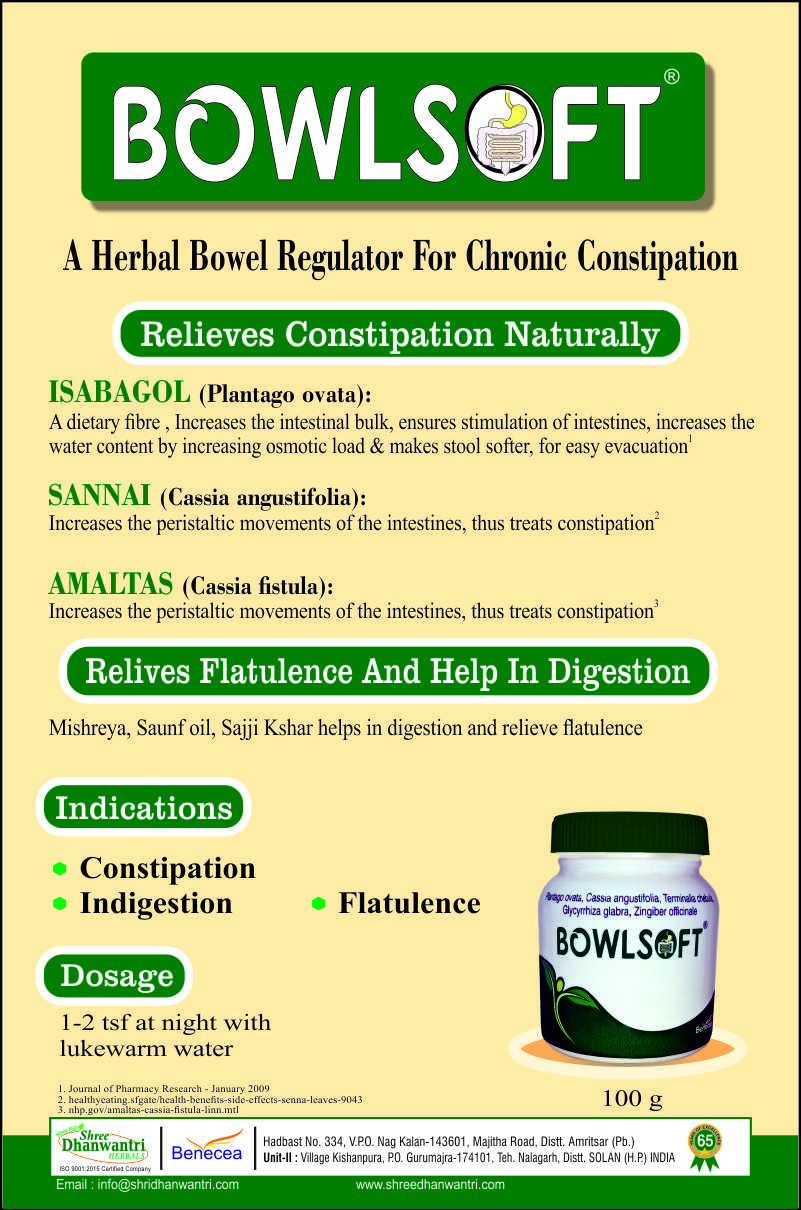 BOWLSOFT®
A Herbal Bowel Regulator For Chronic Constipation
Relieves Constipation Naturally
ISABAGOL (Plantago ovata):
A dietary fibre , Increases the intestinal bulk, ensures stimulation of intestines, increases the
water content by increasing osmotic load & makes stool softer, for easy evacuation1
SANNAI (Cassia angustifolia):
Increases the peristaltic movements of the intestines, thus treats constipation2
AMALTAS (Cassia fistula):
Increases the peristaltic movements of the intestines, thus treats constipation3
Relives Flatulence And Help In Digestion
Mishreya, Saunf oil, Sajji Kshar helps in digestion and relieve flatulence
Indications
Constipation
Indigestion
Flatulence
Plantago ovata, Cassia angustifolia, Terminalia chebula,
Glycyrrhiza glabra, Zingiber officinale
BOWLSOFT®
Dosage
1-2 tsf at night with
lukewarm water
100 g
1. Journal of Pharmacy Research - January 2009
2. healthyeating.sfgate/health-benefits-side-effects-senna-leaves-9043
3. nhp.gov/amaltas-cassia-fistula-linn.mtl
Shree
Dhanwantri
HERBALS
ISO 9001:2015 Certified Company
Benecea
Hadbast No. 334, V.P.O. Nag Kalan-143601, Majitha Road, Distt. Amritsar (Pb.)
Unit-II : Village Kishanpura, P.O. Gurumajra-174101, Teh. Nalagarh, Distt. SOLAN (H.P.) INDIA
65
Email : info@shridhanwantri.com
www.shreedhanwantri.com